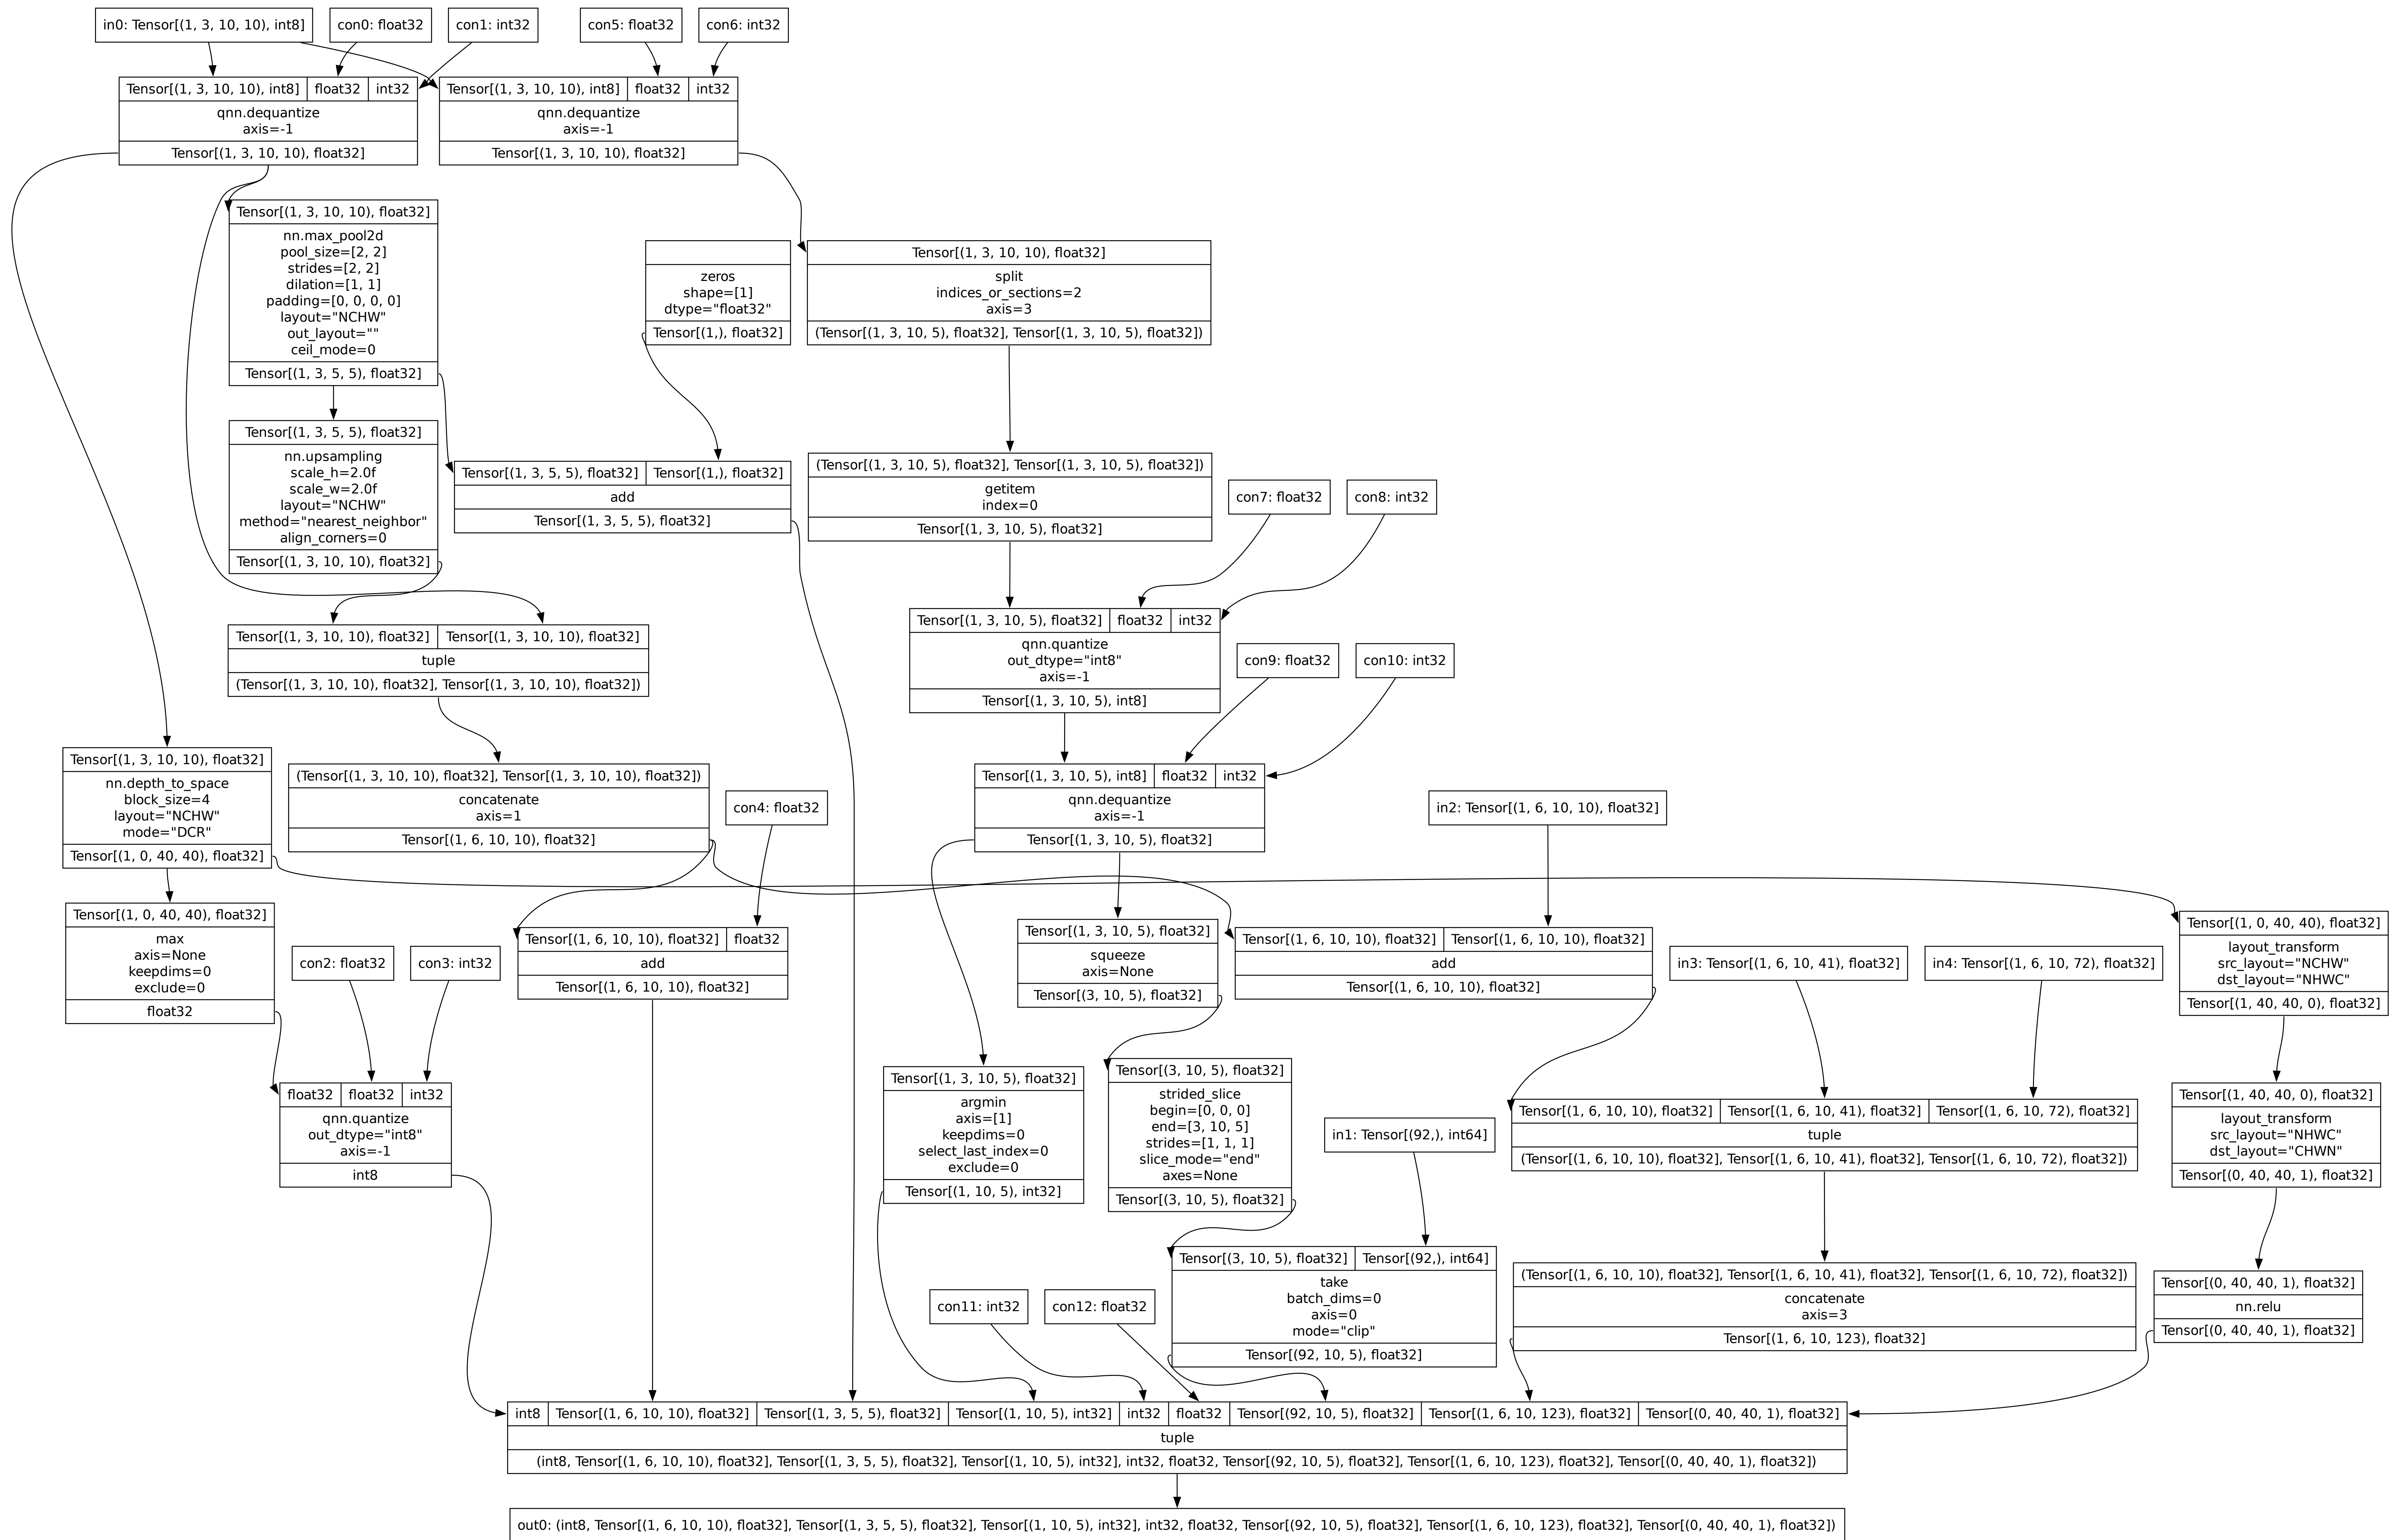 in0: Tensor[(1, 3, 10, 10), int8]
con0: float32
con1: int32
con5: float32
con6: int32
Tensor[(1, 3, 10, 10), int8] float32 int32
qnn.dequantize
axis=-1
Tensor[(1, 3, 10, 10), float32]
Tensor[(1, 3, 10, 10), int8] float32 int32
qnn.dequantize
axis=-1
Tensor[(1, 3, 10, 10), float32]
Tensor[(1, 3, 10, 10), float32]
nn.max_pool2d
pool_size=[2, 2]
strides=[2, 2]
dilation=[1, 1]
padding=[0, 0, 0, 0]
layout="NCHW"
out_layout=""
ceil_mode=0
Tensor[(1, 3, 5, 5), float32]
zeros
shape=[1]
dtype="float32"
Tensor[(1,), float32]
Tensor[(1, 3, 10, 10), float32]
split
indices_or_sections=2
axis=3
(Tensor[(1, 3, 10, 5), float32], Tensor[(1, 3, 10, 5), float32])
Tensor[(1, 3, 5, 5), float32]
nn.upsampling
scale_h=2.0f
scale_w=2.0f
layout="NCHW"
method="nearest_neighbor"
align_corners=0
Tensor[(1, 3, 10, 10), float32]
Tensor[(1, 3, 5, 5), float32] Tensor[(1,), float32]
add
Tensor[(1, 3, 5, 5), float32]
(Tensor[(1, 3, 10, 5), float32], Tensor[(1, 3, 10, 5), float32])
getitem
index=0
Tensor[(1, 3, 10, 5), float32]
con7: float32
con8: int32
Tensor[(1, 3, 10, 10), float32] Tensor[(1, 3, 10, 10), float32]
tuple
(Tensor[(1, 3, 10, 10), float32], Tensor[(1, 3, 10, 10), float32])
Tensor[(1, 3, 10, 5), float32] float32 int32
qnn.quantize
out_dtype="int8"
axis=-1
Tensor[(1, 3, 10, 5), int8]
con9: float32
con10: int32
Tensor[(1, 3, 10, 10), float32]
nn.depth_to_space
block_size=4
layout="NCHW"
mode="DCR"
Tensor[(1, 0, 40, 40), float32]
(Tensor[(1, 3, 10, 10), float32], Tensor[(1, 3, 10, 10), float32])
concatenate
axis=1
Tensor[(1, 6, 10, 10), float32]
con4: float32
Tensor[(1, 3, 10, 5), int8] float32 int32
qnn.dequantize
axis=-1
Tensor[(1, 3, 10, 5), float32]
in2: Tensor[(1, 6, 10, 10), float32]
Tensor[(1, 0, 40, 40), float32]
max
axis=None
keepdims=0
exclude=0
float32
con2: float32
con3: int32
Tensor[(1, 6, 10, 10), float32] float32
add
Tensor[(1, 6, 10, 10), float32]
Tensor[(1, 3, 10, 5), float32]
squeeze
axis=None
Tensor[(3, 10, 5), float32]
Tensor[(1, 6, 10, 10), float32] Tensor[(1, 6, 10, 10), float32]
add
Tensor[(1, 6, 10, 10), float32]
in3: Tensor[(1, 6, 10, 41), float32]
in4: Tensor[(1, 6, 10, 72), float32]
Tensor[(1, 0, 40, 40), float32]
layout_transform
src_layout="NCHW"
dst_layout="NHWC"
Tensor[(1, 40, 40, 0), float32]
float32 float32 int32
qnn.quantize
out_dtype="int8"
axis=-1
int8
Tensor[(1, 3, 10, 5), float32]
argmin
axis=[1]
keepdims=0
select_last_index=0
exclude=0
Tensor[(1, 10, 5), int32]
Tensor[(3, 10, 5), float32]
strided_slice
begin=[0, 0, 0]
end=[3, 10, 5]
strides=[1, 1, 1]
slice_mode="end"
axes=None
Tensor[(3, 10, 5), float32]
in1: Tensor[(92,), int64]
Tensor[(1, 6, 10, 10), float32] Tensor[(1, 6, 10, 41), float32] Tensor[(1, 6, 10, 72), float32]
tuple
(Tensor[(1, 6, 10, 10), float32], Tensor[(1, 6, 10, 41), float32], Tensor[(1, 6, 10, 72), float32])
Tensor[(1, 40, 40, 0), float32]
layout_transform
src_layout="NHWC"
dst_layout="CHWN"
Tensor[(0, 40, 40, 1), float32]
con11: int32
con12: float32
Tensor[(3, 10, 5), float32] Tensor[(92,), int64]
take
batch_dims=0
axis=0
mode="clip"
Tensor[(92, 10, 5), float32]
(Tensor[(1, 6, 10, 10), float32], Tensor[(1, 6, 10, 41), float32], Tensor[(1, 6, 10, 72), float32])
concatenate
axis=3
Tensor[(1, 6, 10, 123), float32]
Tensor[(0, 40, 40, 1), float32]
nn.relu
Tensor[(0, 40, 40, 1), float32]
int8 Tensor[(1, 6, 10, 10), float32] Tensor[(1, 3, 5, 5), float32] Tensor[(1, 10, 5), int32] int32 float32 Tensor[(92, 10, 5), float32] Tensor[(1, 6, 10, 123), float32] Tensor[(0, 40, 40, 1), float32]
tuple
(int8, Tensor[(1, 6, 10, 10), float32], Tensor[(1, 3, 5, 5), float32], Tensor[(1, 10, 5), int32], int32, float32, Tensor[(92, 10, 5), float32], Tensor[(1, 6, 10, 123), float32], Tensor[(0, 40, 40, 1), float32])
out0: (int8, Tensor[(1, 6, 10, 10), float32], Tensor[(1, 3, 5, 5), float32], Tensor[(1, 10, 5), int32], int32, float32, Tensor[(92, 10, 5), float32], Tensor[(1, 6, 10, 123), float32], Tensor[(0, 40, 40, 1), float32])